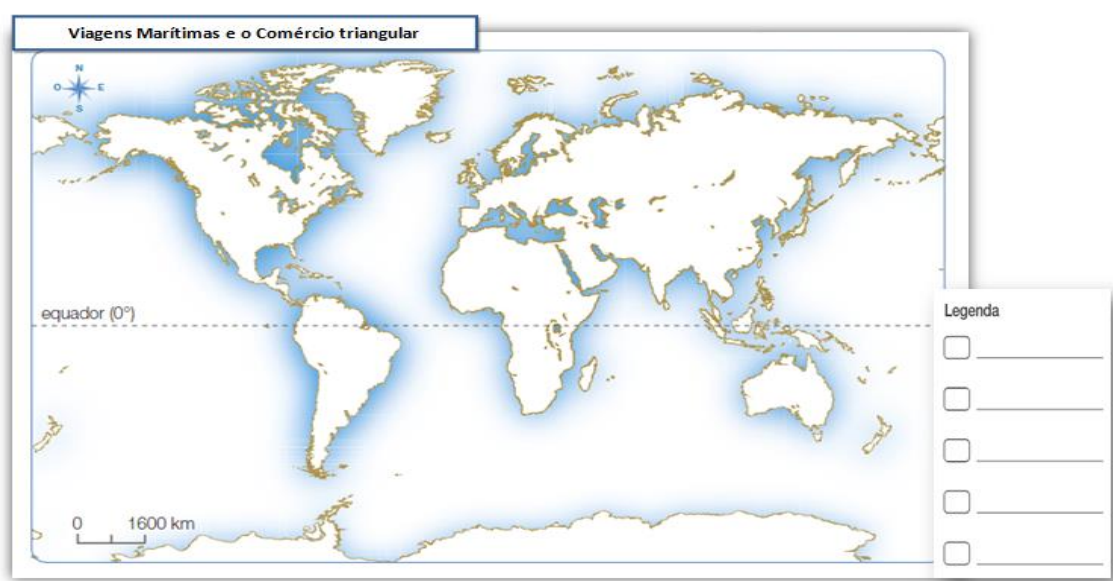 Viagens Marítimas e o Comércio triangular
N
O E
S
equador (0°)
0 1600 km
Legenda